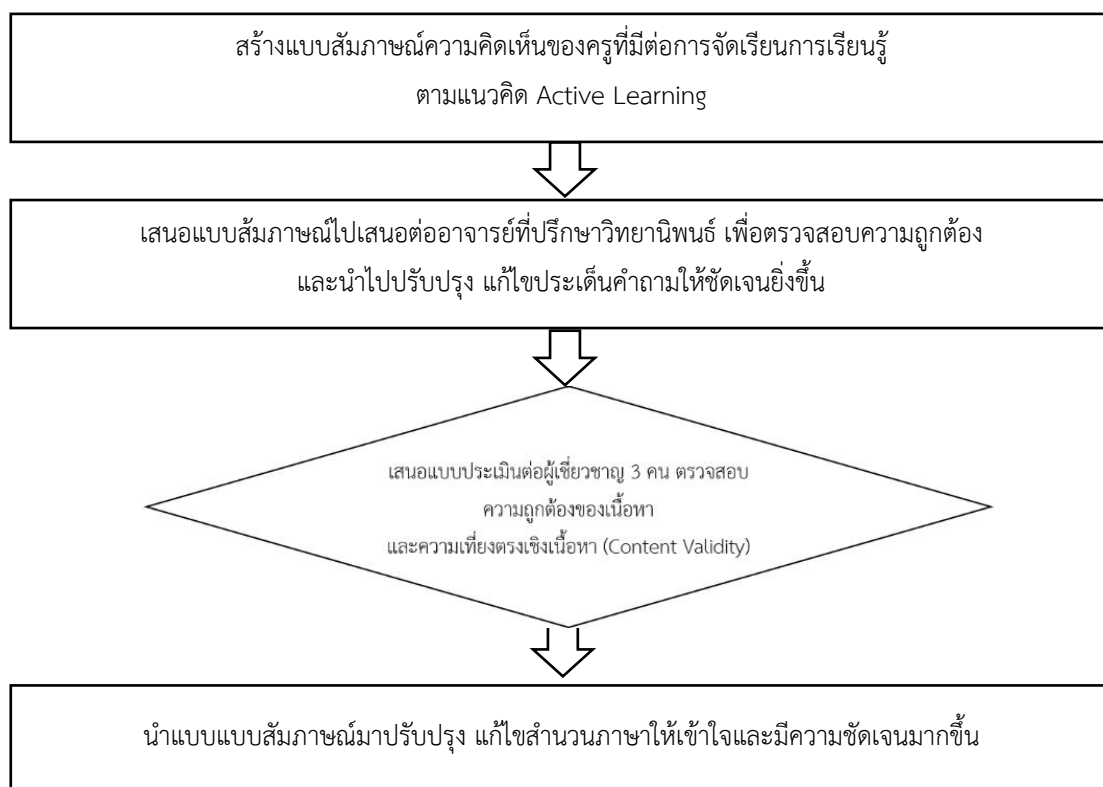 สร้างแบบสัมภาษณ์ความคิดเห็นของครูที่มีต่อการจัดเรียนการเรียนรู้
ตามแนวคิด Active Learning
เสนอแบบสัมภาษณ์ไปเสนอต่ออาจารย์ที่ปรึกษาวิทยานิพนธ์ เพื่อตรวจสอบความถูกต้อง
และนำไปปรับปรุง แก้ไขประเด็นคำถามให้ชัดเจนยิ่งขึ้น
เสนอแบบประเมินต่อผู้เชี่ยวชาญ 3 คน ตรวจสอบ
ความถูกต้องของเนื้อหา
และความเที่ยงตรงเชิงเนื้อหา (Content Validity)
นำแบบแบบสัมภาษณ์มาปรับปรุง แก้ไขสำนวนภาษาให้เข้าใจและมีความชัดเจนมากขึ้น